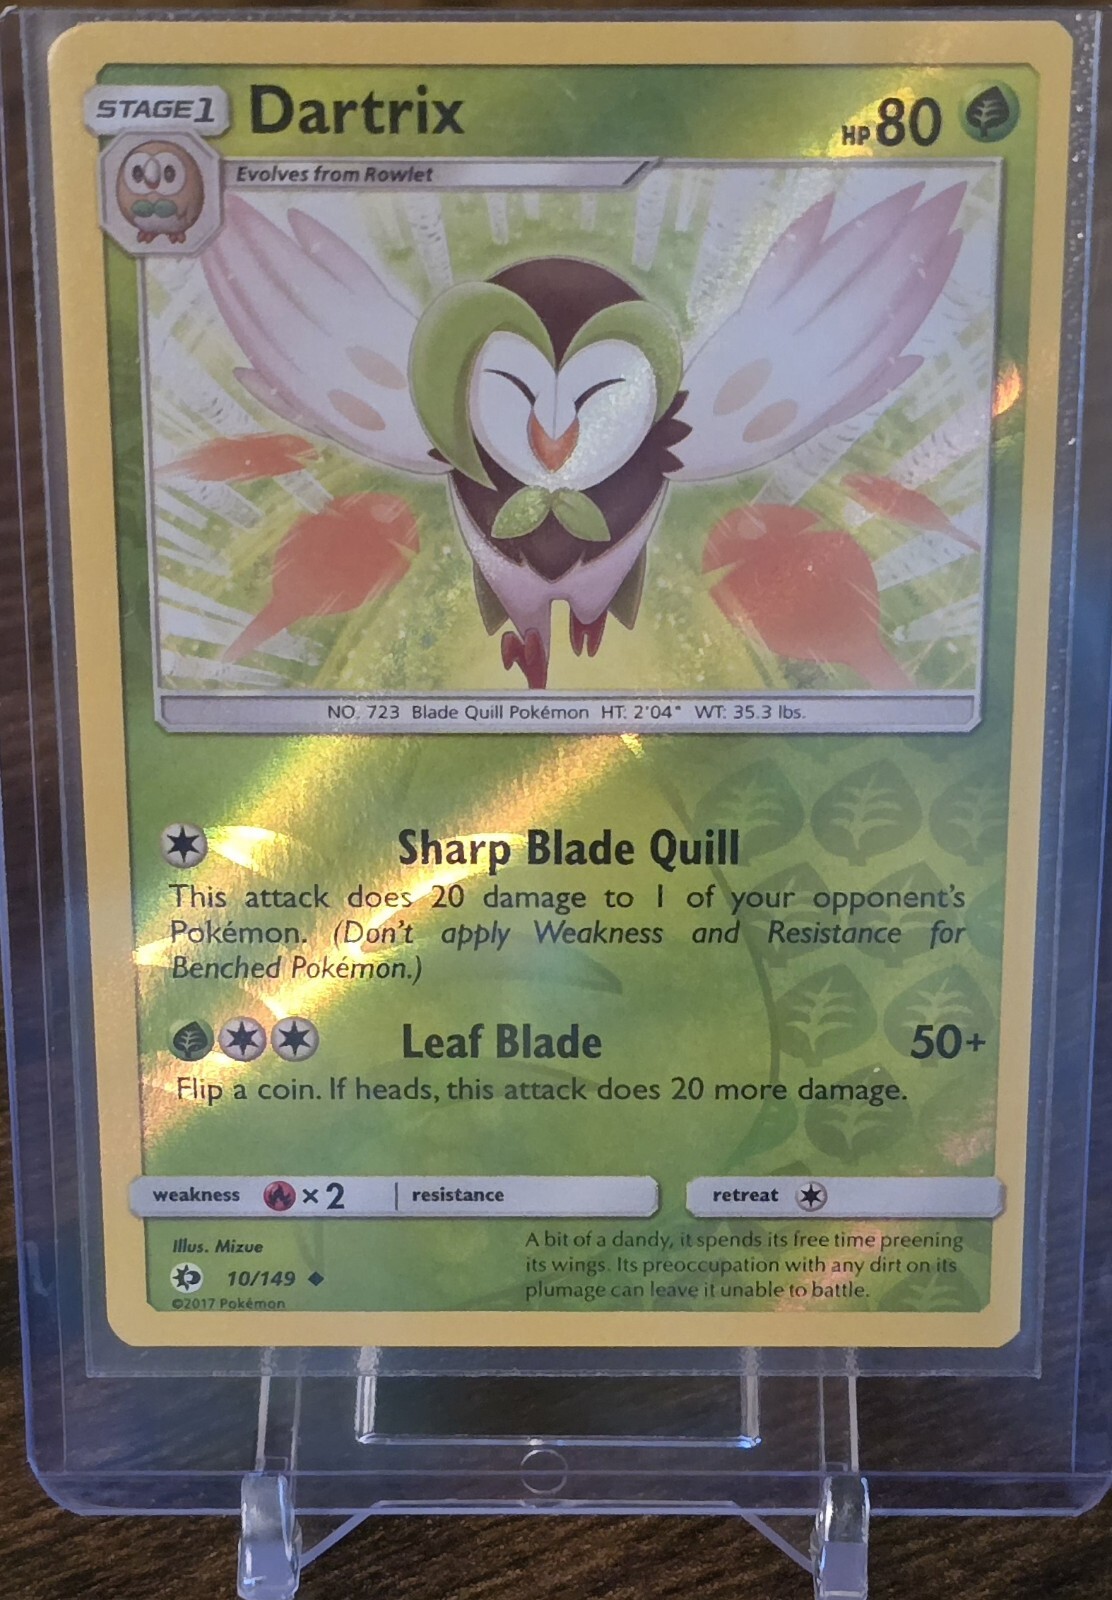 STAGE1 Dartrix HP 80
Evolves from Rowlet
NO. 723 Blade Quill Pokémon HT: 2'04" WT: 35.3 lbs.
Sharp Blade Quill
This attack does 20 damage to 1 of your opponent's
Pokémon. (Don't apply Weakness and Resistance for
Benched Pokémon.)
Leaf Blade 50+
Flip a coin. If heads, this attack does 20 more damage.
weakness ×2 resistance retreat
Illus. Mizue
10/149
©2017 Pokémon
A bit of a dandy, it spends its free time preening
its wings. Its preoccupation with any dirt on its
plumage can leave it unable to battle.